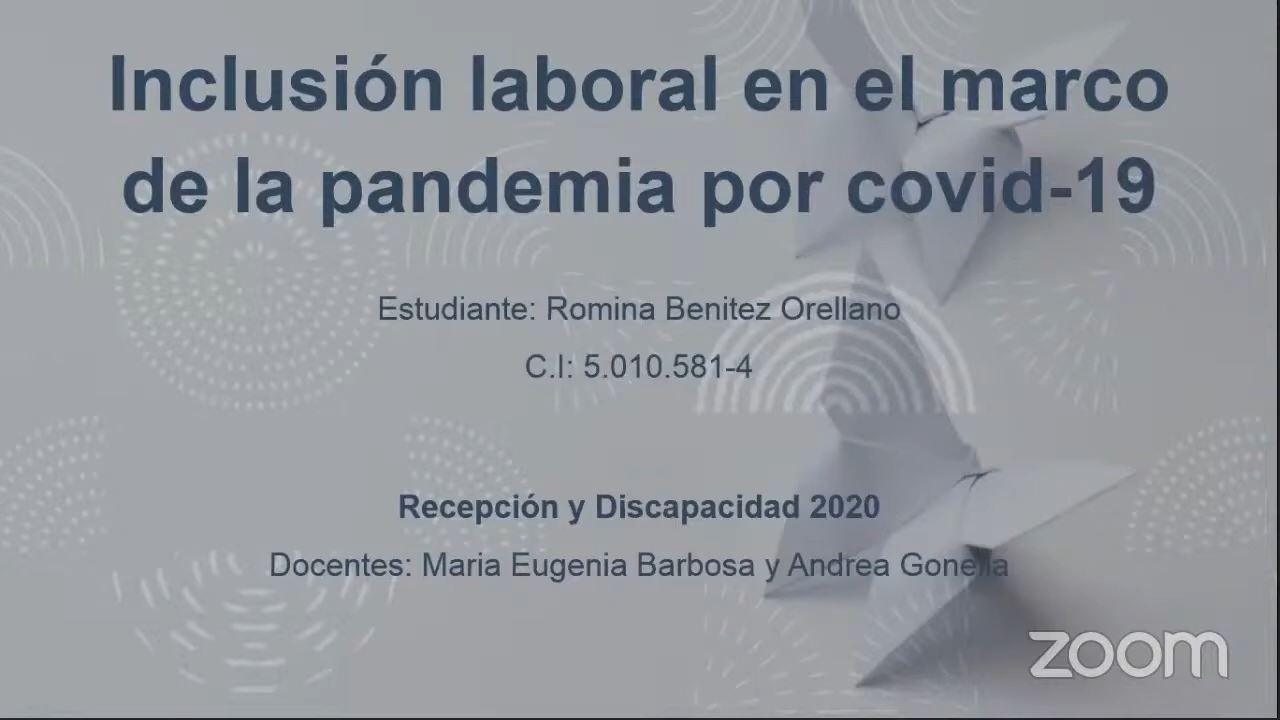 Inclusión laboral en el marco
de la pandemia por covid-19
Estudiante: Romina Benitez Orellano
C.I: 5.010.581-4
Recepción y Discapacidad 2020
Docentes: Maria Eugenia Barbosa y Andrea Gonella
zoom